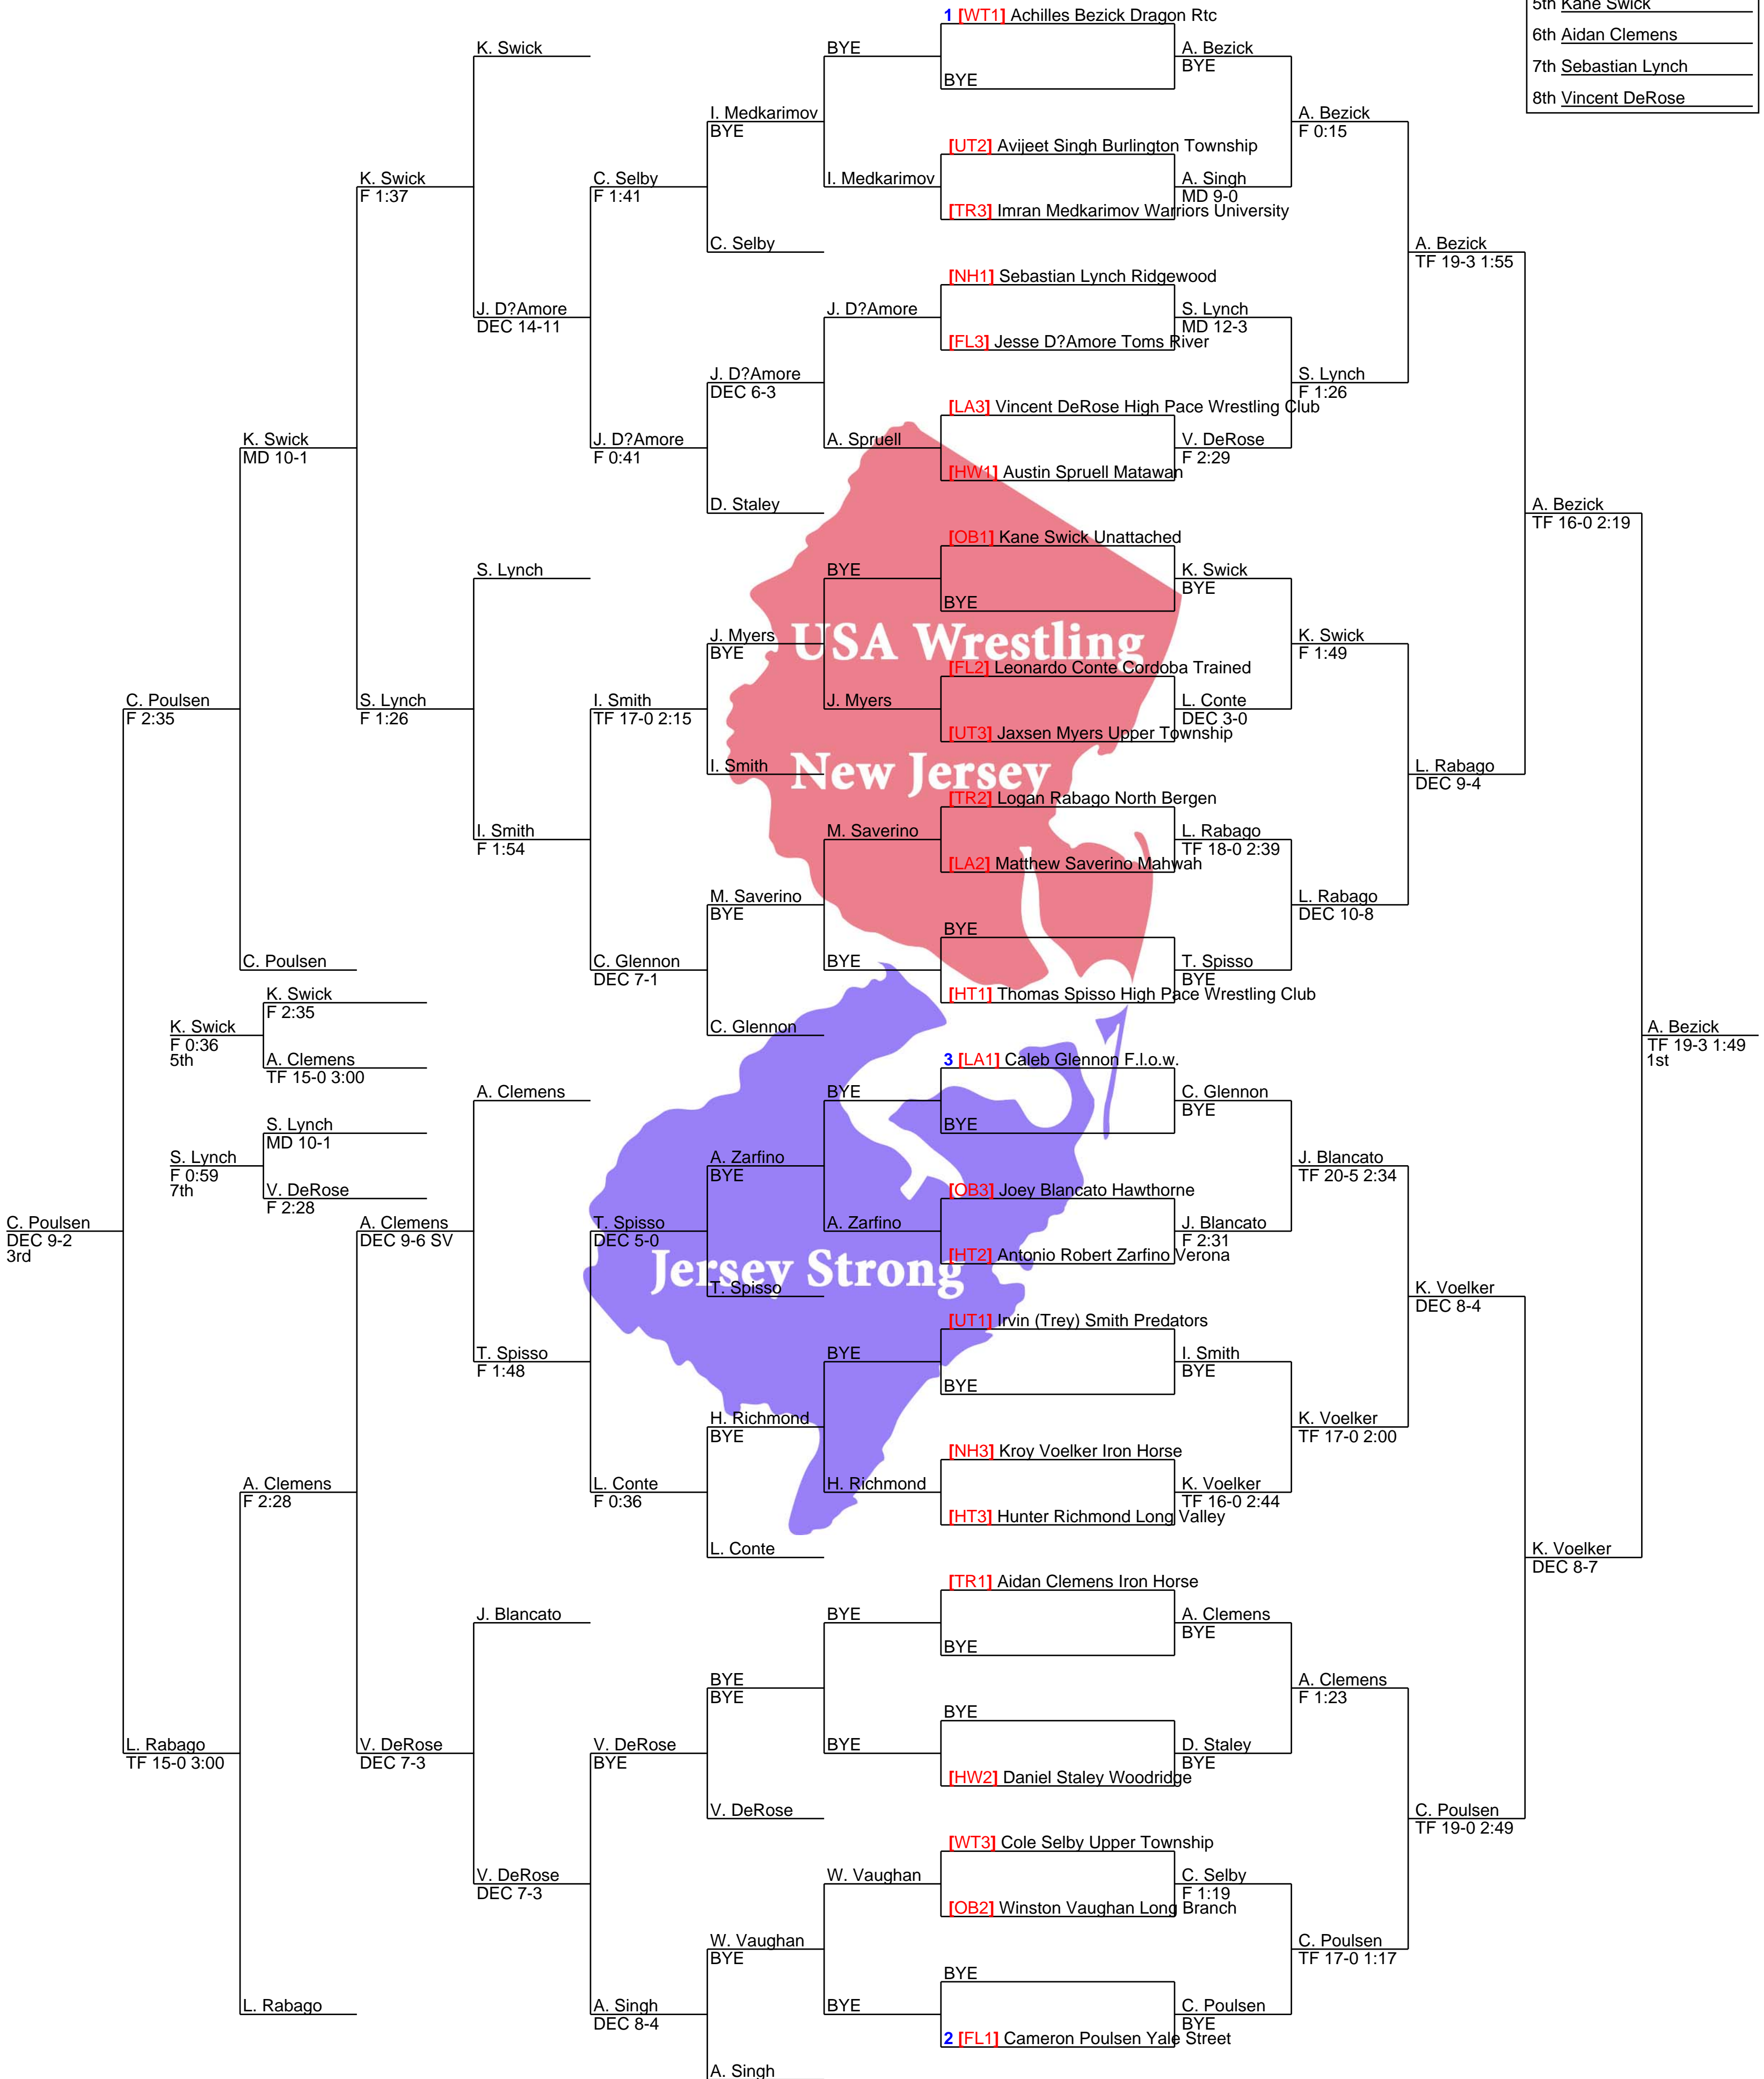 5th Kane Swick
6th Aidan Clemens
7th Sebastian Lynch
8th Vincent DeRose
1 [WT1] Achilles Bezick Dragon Rtc
BYE
[UT2] Avijeet Singh Burlington Township
[TR3] Imran Medkarimov Warriors University
[NH1] Sebastian Lynch Ridgewood
[FL3] Jesse D?Amore Toms River
[LA3] Vincent DeRose High Pace Wrestling Club
[HW1] Austin Spruell Matawan
[OB1] Kane Swick Unattached
BYE
[FL2] Leonardo Conte Cordoba Trained
[UT3] Jaxsen Myers Upper Township
[TR2] Logan Rabago North Bergen
[LA2] Matthew Saverino Mahwah
BYE
[HT1] Thomas Spisso High Pace Wrestling Club
3 [LA1] Caleb Glennon F.l.o.w.
BYE
[OB3] Joey Blancato Hawthorne
[HT2] Antonio Robert Zarfino Verona
[UT1] Irvin (Trey) Smith Predators
BYE
[NH3] Kroy Voelker Iron Horse
[HT3] Hunter Richmond Long Valley
[TR1] Aidan Clemens Iron Horse
BYE
BYE
[HW2] Daniel Staley Woodridge
[WT3] Cole Selby Upper Township
[OB2] Winston Vaughan Long Branch
BYE
2 [FL1] Cameron Poulsen Yale Street
A. Bezick
BYE
A. Singh
MD 9-0
S. Lynch
MD 12-3
V. DeRose
F 2:29
K. Swick
BYE
L. Conte
DEC 3-0
L. Rabago
TF 18-0 2:39
T. Spisso
BYE
C. Glennon
BYE
J. Blancato
F 2:31
I. Smith
BYE
K. Voelker
TF 16-0 2:44
A. Clemens
BYE
D. Staley
BYE
C. Selby
F 1:19
C. Poulsen
BYE
A. Bezick
F 0:15
S. Lynch
F 1:26
K. Swick
F 1:49
L. Rabago
DEC 10-8
J. Blancato
TF 20-5 2:34
K. Voelker
TF 17-0 2:00
A. Clemens
F 1:23
C. Poulsen
TF 17-0 1:17
A. Bezick
TF 19-3 1:55
L. Rabago
DEC 9-4
K. Voelker
DEC 8-4
C. Poulsen
TF 19-0 2:49
A. Bezick
TF 16-0 2:19
K. Voelker
DEC 8-7
A. Bezick
TF 19-3 1:49
1st
BYE
I. Medkarimov
J. D?Amore
A. Spruell
BYE
J. Myers
M. Saverino
BYE
BYE
A. Zarfino
BYE
H. Richmond
BYE
BYE
W. Vaughan
BYE
I. Medkarimov
BYE
C. Selby
J. D?Amore
DEC 6-3
D. Staley
J. Myers
BYE
I. Smith
M. Saverino
BYE
C. Glennon
A. Zarfino
BYE
T. Spisso
H. Richmond
BYE
L. Conte
BYE
BYE
V. DeRose
W. Vaughan
BYE
A. Singh
C. Selby
F 1:41
J. D?Amore
F 0:41
I. Smith
TF 17-0 2:15
C. Glennon
DEC 7-1
T. Spisso
DEC 5-0
L. Conte
F 0:36
V. DeRose
BYE
A. Singh
DEC 8-4
K. Swick
J. D?Amore
DEC 14-11
S. Lynch
I. Smith
F 1:54
A. Clemens
T. Spisso
F 1:48
J. Blancato
V. DeRose
DEC 7-3
K. Swick
F 1:37
S. Lynch
F 1:26
A. Clemens
DEC 9-6 SV
V. DeRose
DEC 7-3
K. Swick
MD 10-1
C. Poulsen
A. Clemens
F 2:28
L. Rabago
C. Poulsen
F 2:35
L. Rabago
TF 15-0 3:00
C. Poulsen
DEC 9-2
3rd
K. Swick
F 2:35
A. Clemens
TF 15-0 3:00
K. Swick
F 0:36
5th
S. Lynch
MD 10-1
V. DeRose
F 2:28
S. Lynch
F 0:59
7th
USA Wrestling
New Jersey
Jersey Strong